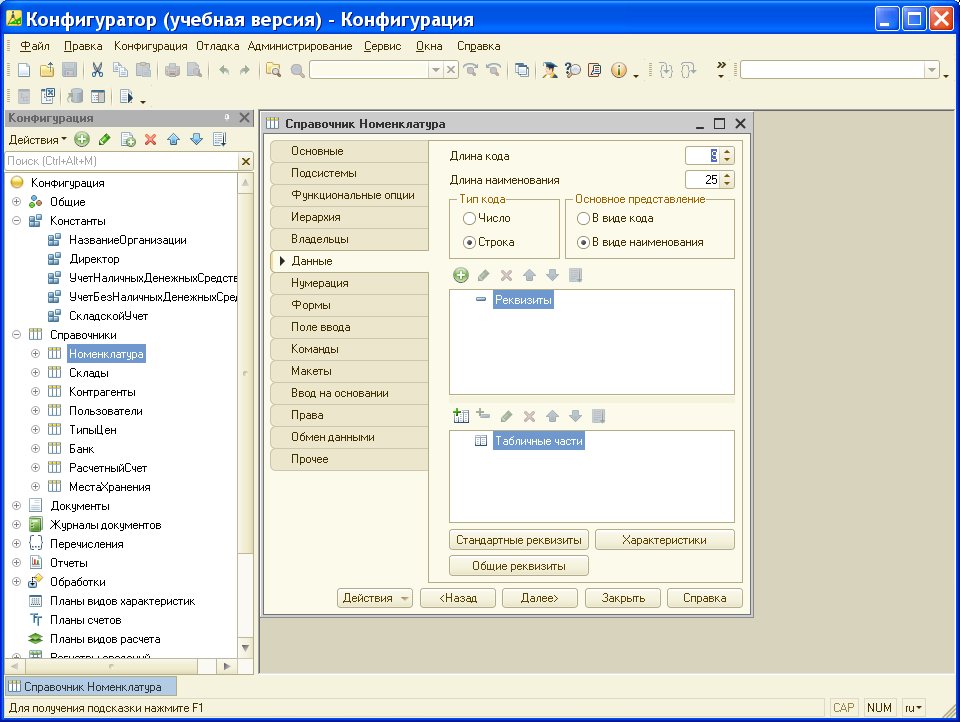 Конфигуратор (учебная версия) - Конфигурация
Файл Правка Конфигурация Отладка Администрирование Сервис Окна Справка
Конфигурация
Действия
Поиск (Ctrl+Alt+M)
Конфигурация
Общие
Константы
НазваниеОрганизации
Директор
УчетНаличныхДенежныхСредств
УчетБезНаличныхДенежныхСред
СкладскойУчет
Справочники
Номенклатура
Склады
Контрагенты
Пользователи
ТипыЦен
Банк
РасчетныйСчет
МестаХранения
Документы
Журналы документов
Перечисления
Отчеты
Обработки
Планы видов характеристик
Планы счетов
Планы видов расчета
Регистры сведений
Справочник Номенклатура
Основные
Подсистемы
Функциональные опции
Иерархия
Владельцы
Данные
Нумерация
Формы
Поле ввода
Команды
Макеты
Ввод на основании
Права
Обмен данными
Прочее
Длина кода 9
Длина наименования 25
Тип кода
Число
Строка
Основное представление
В виде кода
В виде наименования
Реквизиты
Табличные части
Стандартные реквизиты Характеристики
Общие реквизиты
Действия <Назад Далее> Закрыть Справка
Справочник Номенклатура
Для получения подсказки нажмите F1 CAP NUM ru